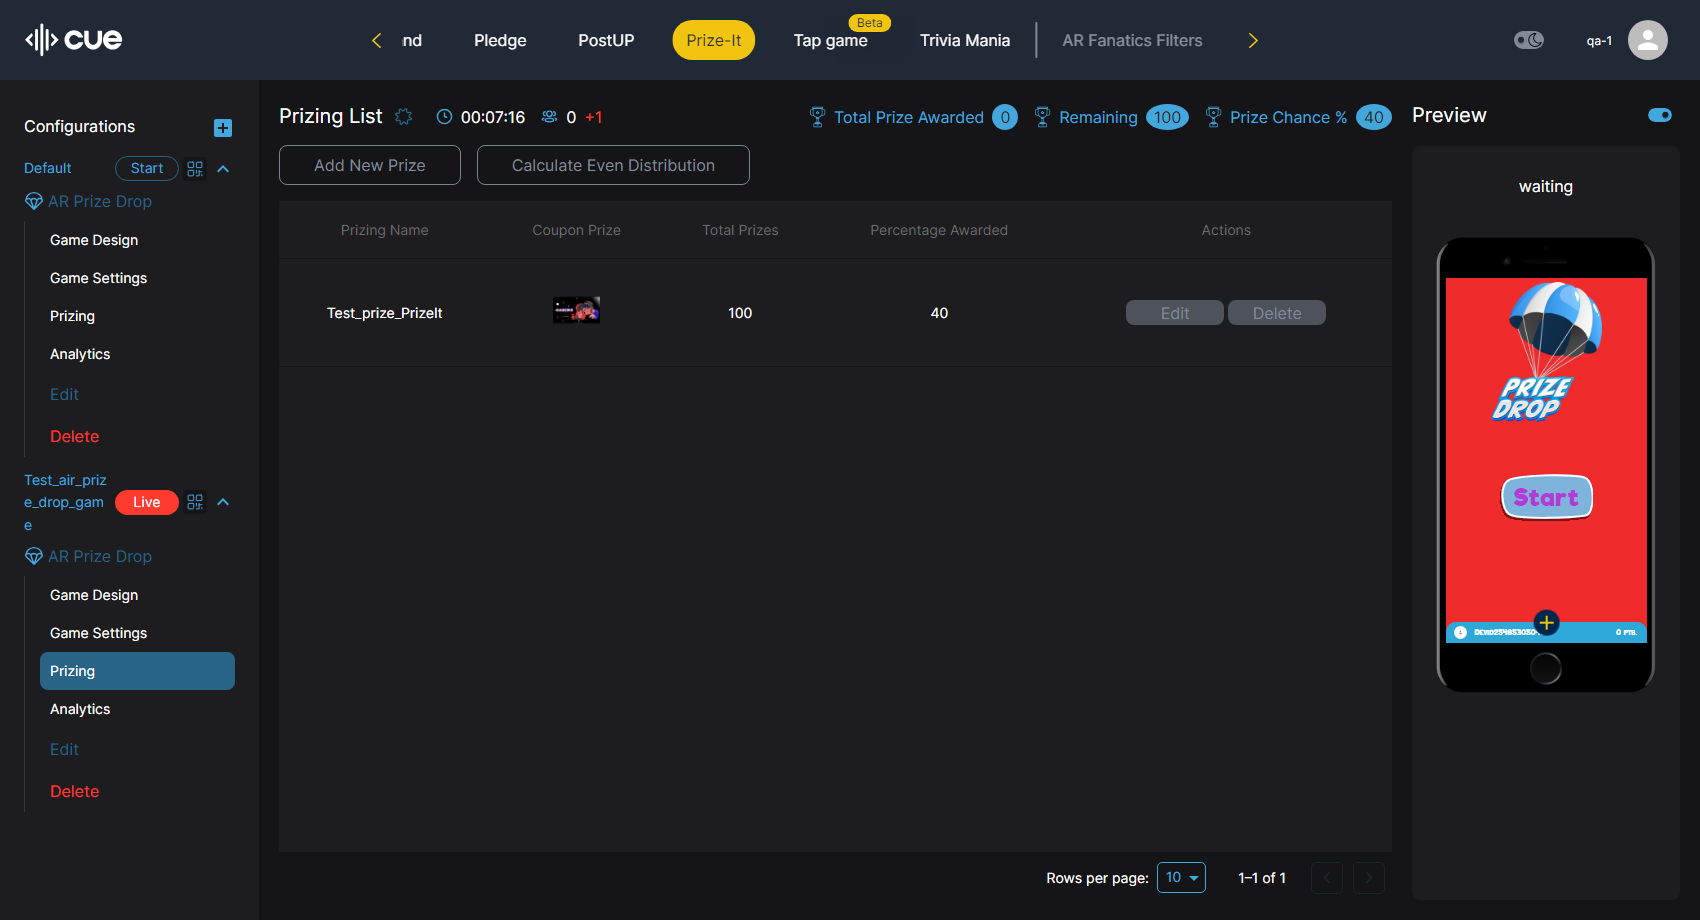 cue
nd
Pledge
PostUP
Prize-It
Beta
Tap game
Trivia Mania
AR Fanatics Filters
qa-1
Configurations
Default
Start
AR Prize Drop
Game Design
Game Settings
Prizing
Analytics
Edit
Delete
Test_air_priz
e_drop_gam
e
Live
AR Prize Drop
Game Design
Game Settings
Prizing
Analytics
Edit
Delete
Prizing List
00:07:16
0 +1
Total Prize Awarded 0
Remaining 100
Prize Chance % 40
Add New Prize
Calculate Even Distribution
Prizing Name
Coupon Prize
Total Prizes
Percentage Awarded
Actions
Test_prize_PrizeIt
100
40
Edit
Delete
Rows per page:
10
1–1 of 1
Preview
waiting
PRIZE
DROP
Start
0 PTS.